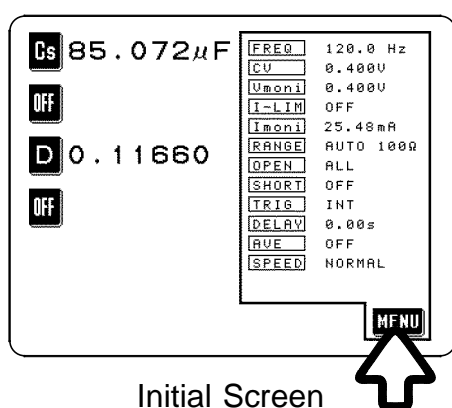 Cs 85.072μF
OFF
D 0.11660
OFF
FREQ 120.0 Hz
CV 0.400V
Vmoni 0.400V
I-LIM OFF
Imoni 25.48mA
RANGE AUTO 100Ω
OPEN ALL
SHORT OFF
TRIG INT
DELAY 0.00s
AVE OFF
SPEED NORMAL
MENU
Initial Screen